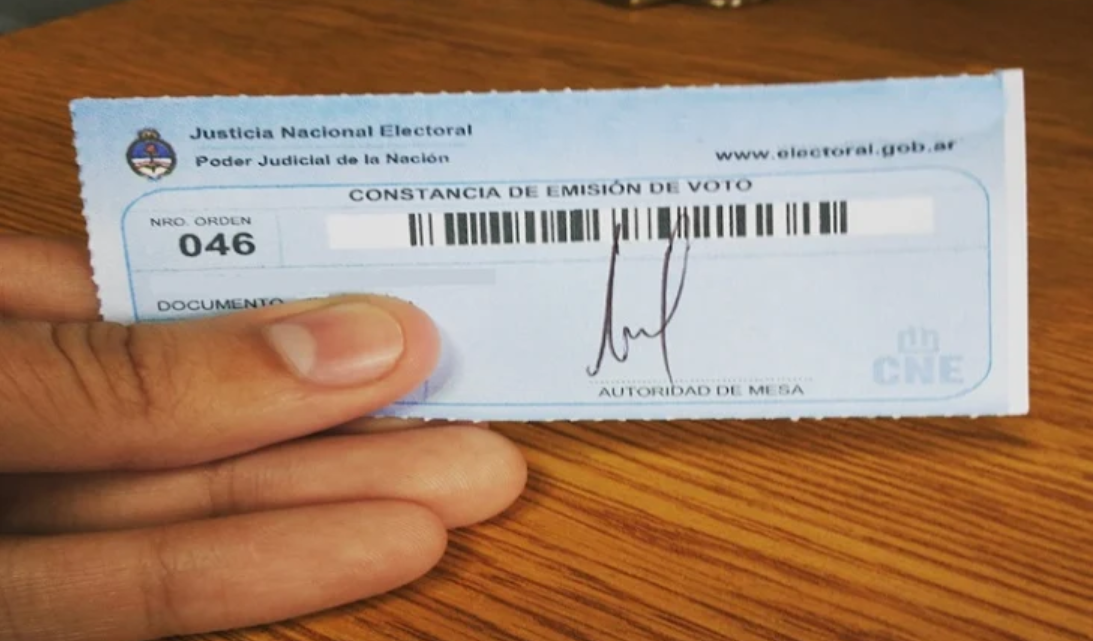 Justicia Nacional Electoral
Poder Judicial de la Nación
www.electoral.gob.ar
CONSTANCIA DE EMISIÓN DE VOTO
NRO. ORDEN
046
DOCUMENTO
AUTORIDAD DE MESA
CNE